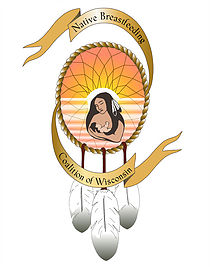 Native Breastfeeding
Coalition of Wisconsin